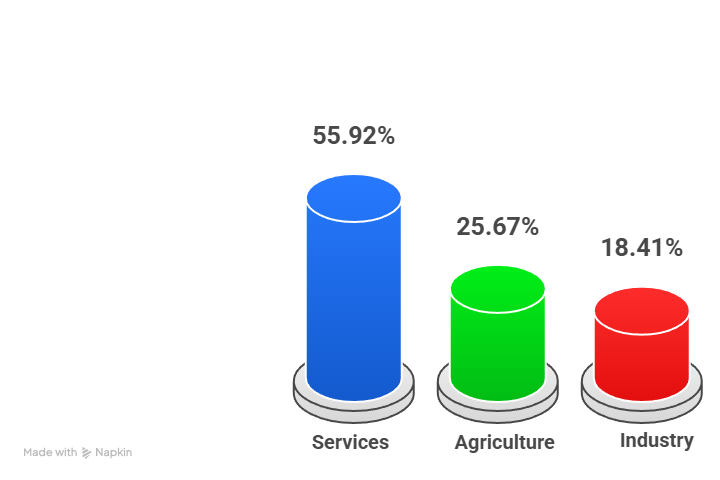 55.92%
25.67%
18.41%
Services
Agriculture
Industry
Made with Napkin